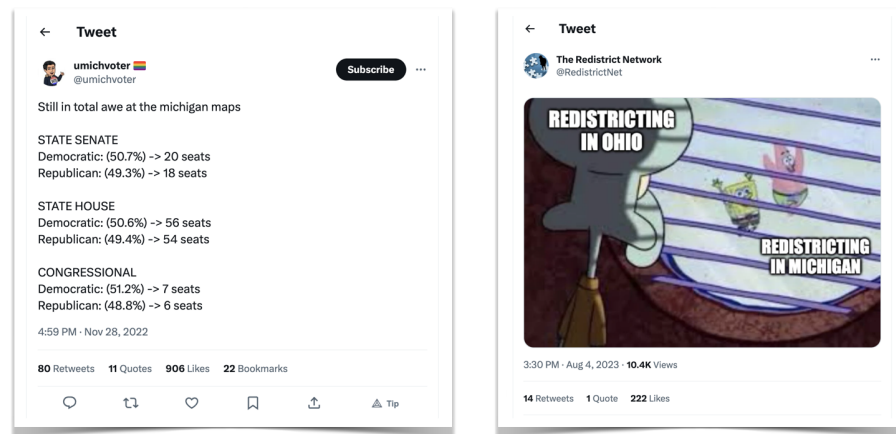 ← Tweet
umichvoter 🏳️‍🌈
@umichvoter
Subscribe
Still in total awe at the michigan maps
STATE SENATE
Democratic: (50.7%) -> 20 seats
Republican: (49.3%) -> 18 seats
STATE HOUSE
Democratic: (50.6%) -> 56 seats
Republican: (49.4%) -> 54 seats
CONGRESSIONAL
Democratic: (51.2%) -> 7 seats
Republican: (48.8%) -> 6 seats
4:59 PM · Nov 28, 2022
80 Retweets 11 Quotes 906 Likes 22 Bookmarks
Tip
← Tweet
The Redistrict Network
@RedistrictNet
REDISTRICTING
IN OHIO
REDISTRICTING
IN MICHIGAN
3:30 PM · Aug 4, 2023 · 10.4K Views
14 Retweets 1 Quote 222 Likes